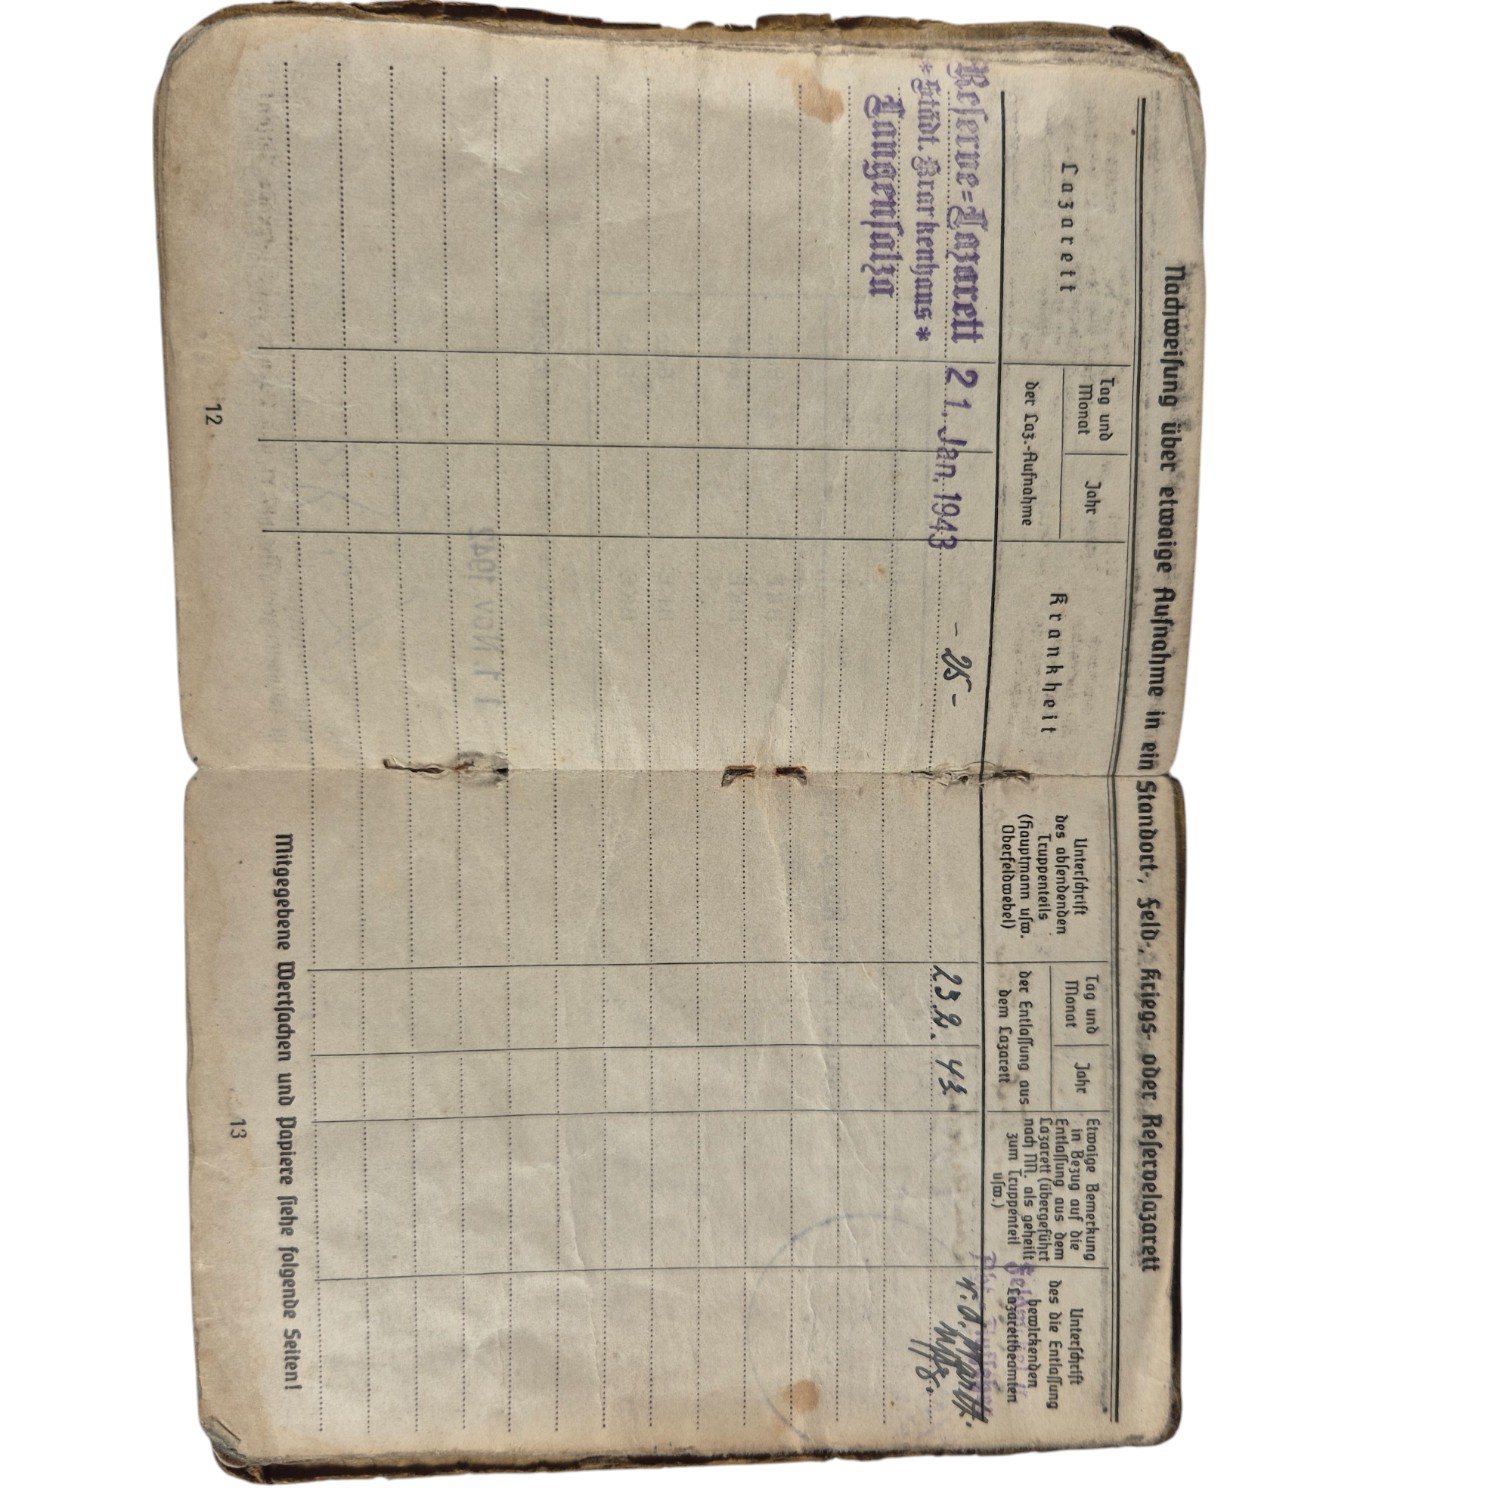 Nachweisung über etwaige Aufnahme in ein Standort-, Feld-, Kriegs- oder Reservelazarett
Lazarett
Tag und
Monat
Jahr
der Laz.-Aufnahme
Krankheit
Unterschrift
des absendenden
Truppenteils
(Hauptmann usw.
Oberfeldwebel)
Tag und
Monat
Jahr
der Entlassung aus
dem Lazarett
Etwaige Bemerkung
in Bezug auf die
Entlassung aus dem
Lazarett (übergeführt
nach NN. als geheilt
zum Truppenteil
usw.)
Unterschrift
des die Entlassung
bewirkenden
Lazarettbeamten
Reserve=Lazarett
*Städt. Krankenhaus*
Langensalza
21. Jan. 1943
- 25 -
23.2. 43.
12
Mitgegebene Wertsachen und Papiere siehe folgende Seiten!
13